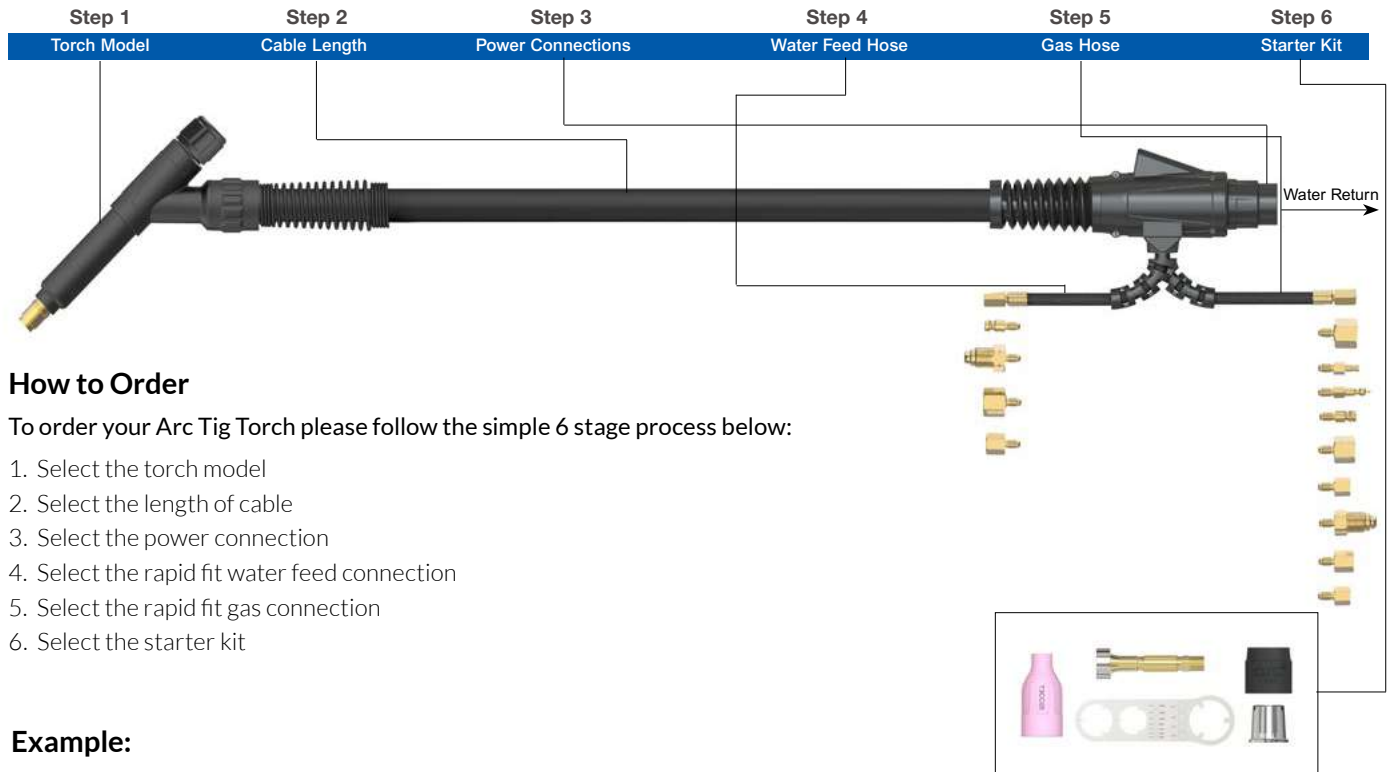 Step 1 Step 2 Step 3 Step 4 Step 5 Step 6
Torch Model Cable Length Power Connections Water Feed Hose Gas Hose Starter Kit
Water Return
How to Order
To order your Arc Tig Torch please follow the simple 6 stage process below:
1. Select the torch model
2. Select the length of cable
3. Select the power connection
4. Select the rapid fit water feed connection
5. Select the rapid fit gas connection
6. Select the starter kit
Example: